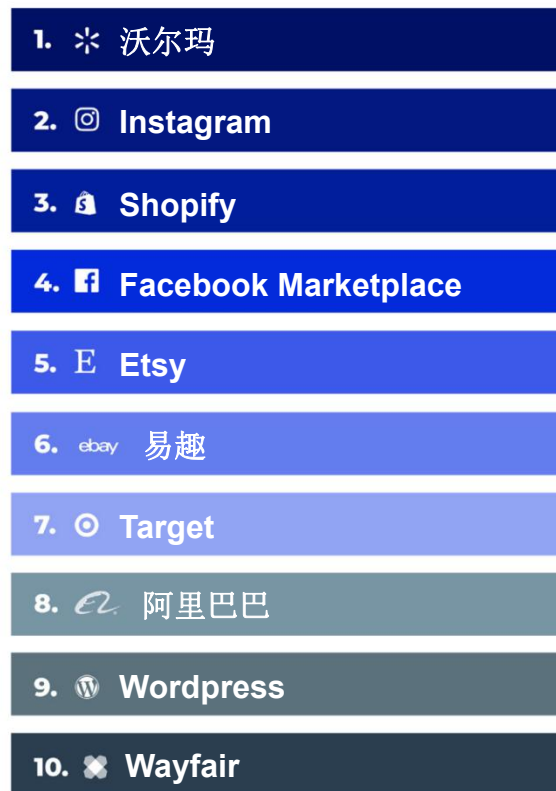 1. 沃尔玛
2. Instagram
3. Shopify
4. Facebook Marketplace
5. E Etsy
6. ebay 易趣
7. Target
8. 阿里巴巴
9. Wordpress
10. Wayfair